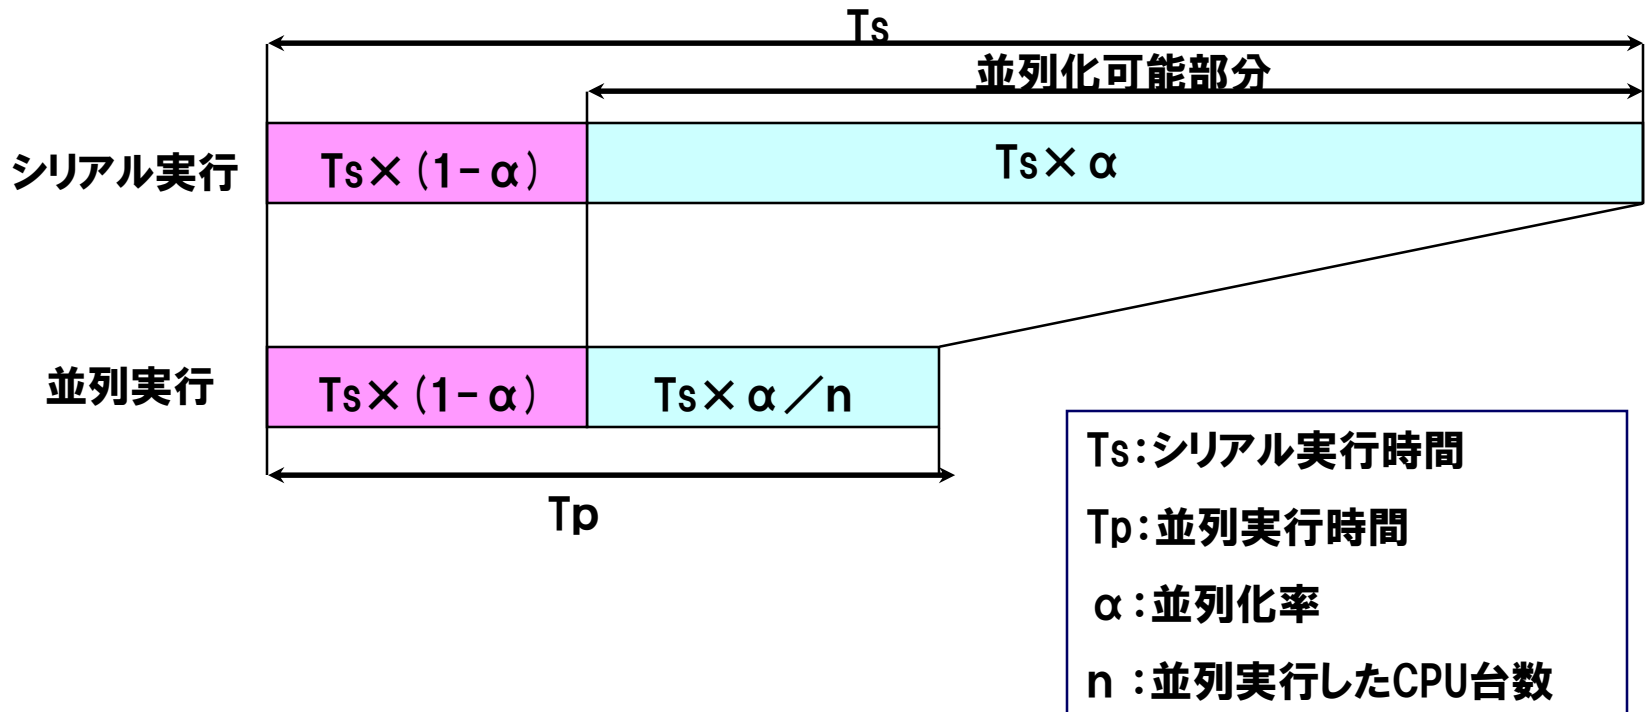 Ts
並列化可能部分
シリアル実行
Ts×(1-α)
Ts×α
並列実行
Ts×(1-α)
Ts×α/n
Tp
Ts:シリアル実行時間
Tp:並列実行時間
α:並列化率
n:並列実行したCPU台数